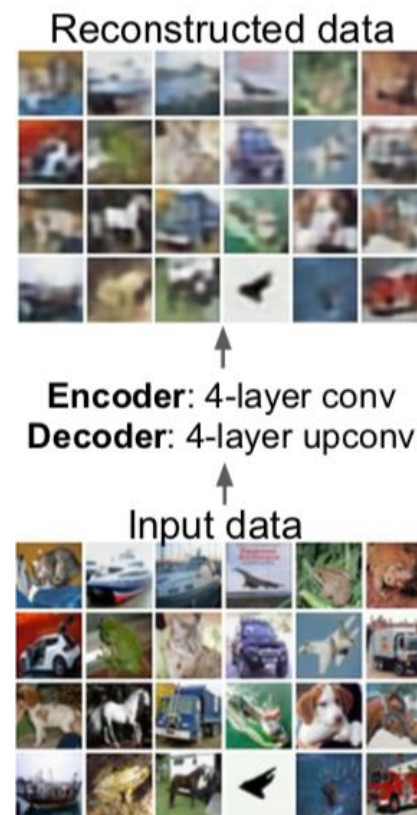 Reconstructed data
Encoder: 4-layer conv
Decoder: 4-layer upconv
Input data